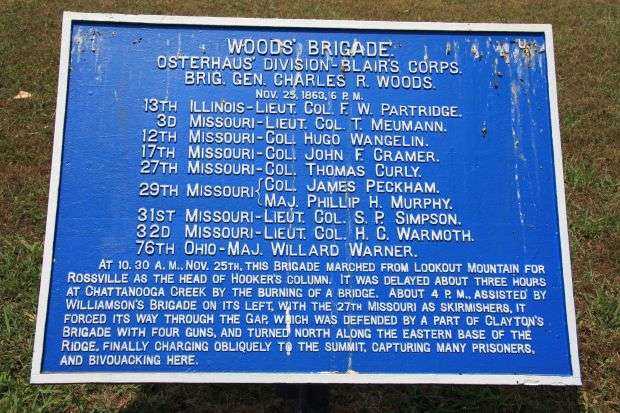 WOODS' BRIGADE
OSTERHAUS' DIVISION-BLAIR'S CORPS.
BRIG. GEN. CHARLES R. WOODS.
NOV. 25, 1863, 6 P.M.
13TH ILLINOIS-LIEUT. COL. F. W. PARTRIDGE.
3D MISSOURI-LIEUT. COL. T. MEUMANN.
12TH MISSOURI-COL. HUGO WANGELIN.
17TH MISSOURI-COL. JOHN F. CRAMER.
27TH MISSOURI-COL. THOMAS CURLY.
29TH MISSOURI { COL. JAMES PECKHAM.
MAJ. PHILLIP H. MURPHY.
31ST MISSOURI-LIEUT. COL. S. P. SIMPSON.
32D MISSOURI-LIEUT. COL. H. C. WARMOTH.
76TH OHIO-MAJ. WILLARD WARNER.
AT 10.30 A.M., NOV. 25TH, THIS BRIGADE MARCHED FROM LOOKOUT MOUNTAIN FOR
ROSSVILLE AS THE HEAD OF HOOKER'S COLUMN. IT WAS DELAYED ABOUT THREE HOURS
AT CHATTANOOGA CREEK BY THE BURNING OF A BRIDGE. ABOUT 4 P.M., ASSISTED BY
WILLIAMSON'S BRIGADE ON ITS LEFT, WITH THE 27TH MISSOURI AS SKIRMISHERS, IT
FORCED ITS WAY THROUGH THE GAP, WHICH WAS DEFENDED BY A PART OF CLAYTON'S
BRIGADE WITH FOUR GUNS, AND TURNED NORTH ALONG THE EASTERN BASE OF THE
RIDGE, FINALLY CHARGING OBLIQUELY TO THE SUMMIT, CAPTURING MANY PRISONERS,
AND BIVOUACKING HERE.